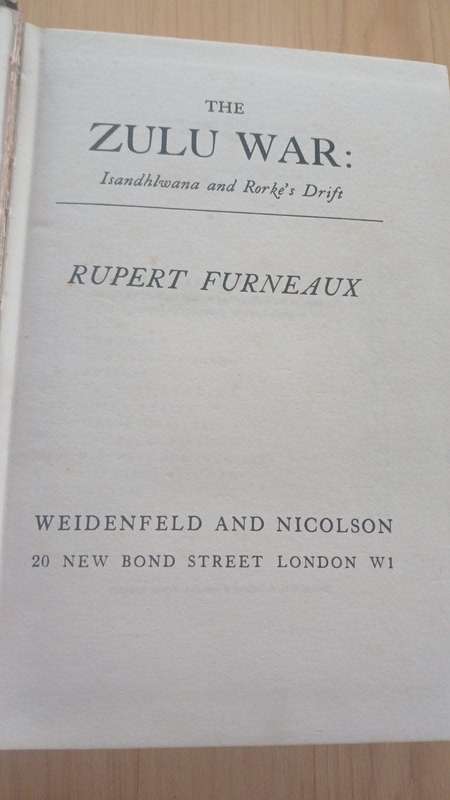 THE
ZULU WAR:
Isandhlwana and Rorke's Drift
RUPERT FURNEAUX
WEIDENFELD AND NICOLSON
20 NEW BOND STREET LONDON W1